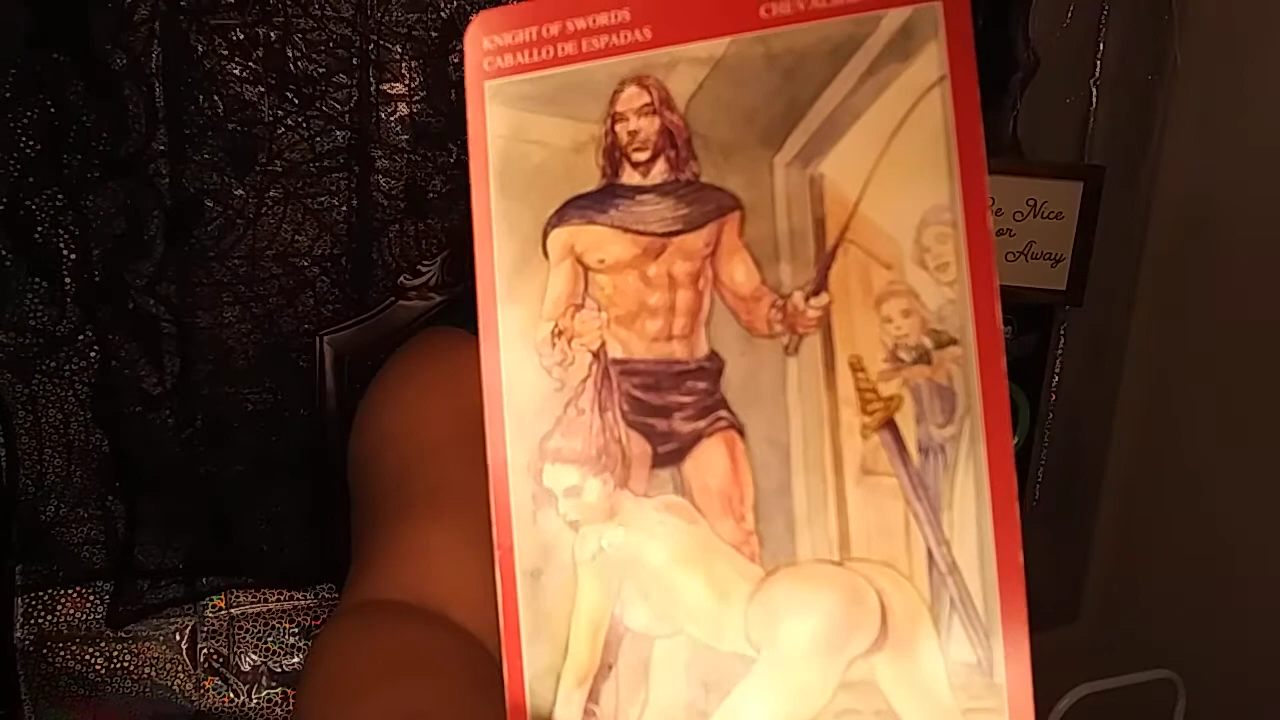 KNIGHT OF SWORDS
CABALLO DE ESPADAS
Be Nice
or
Away